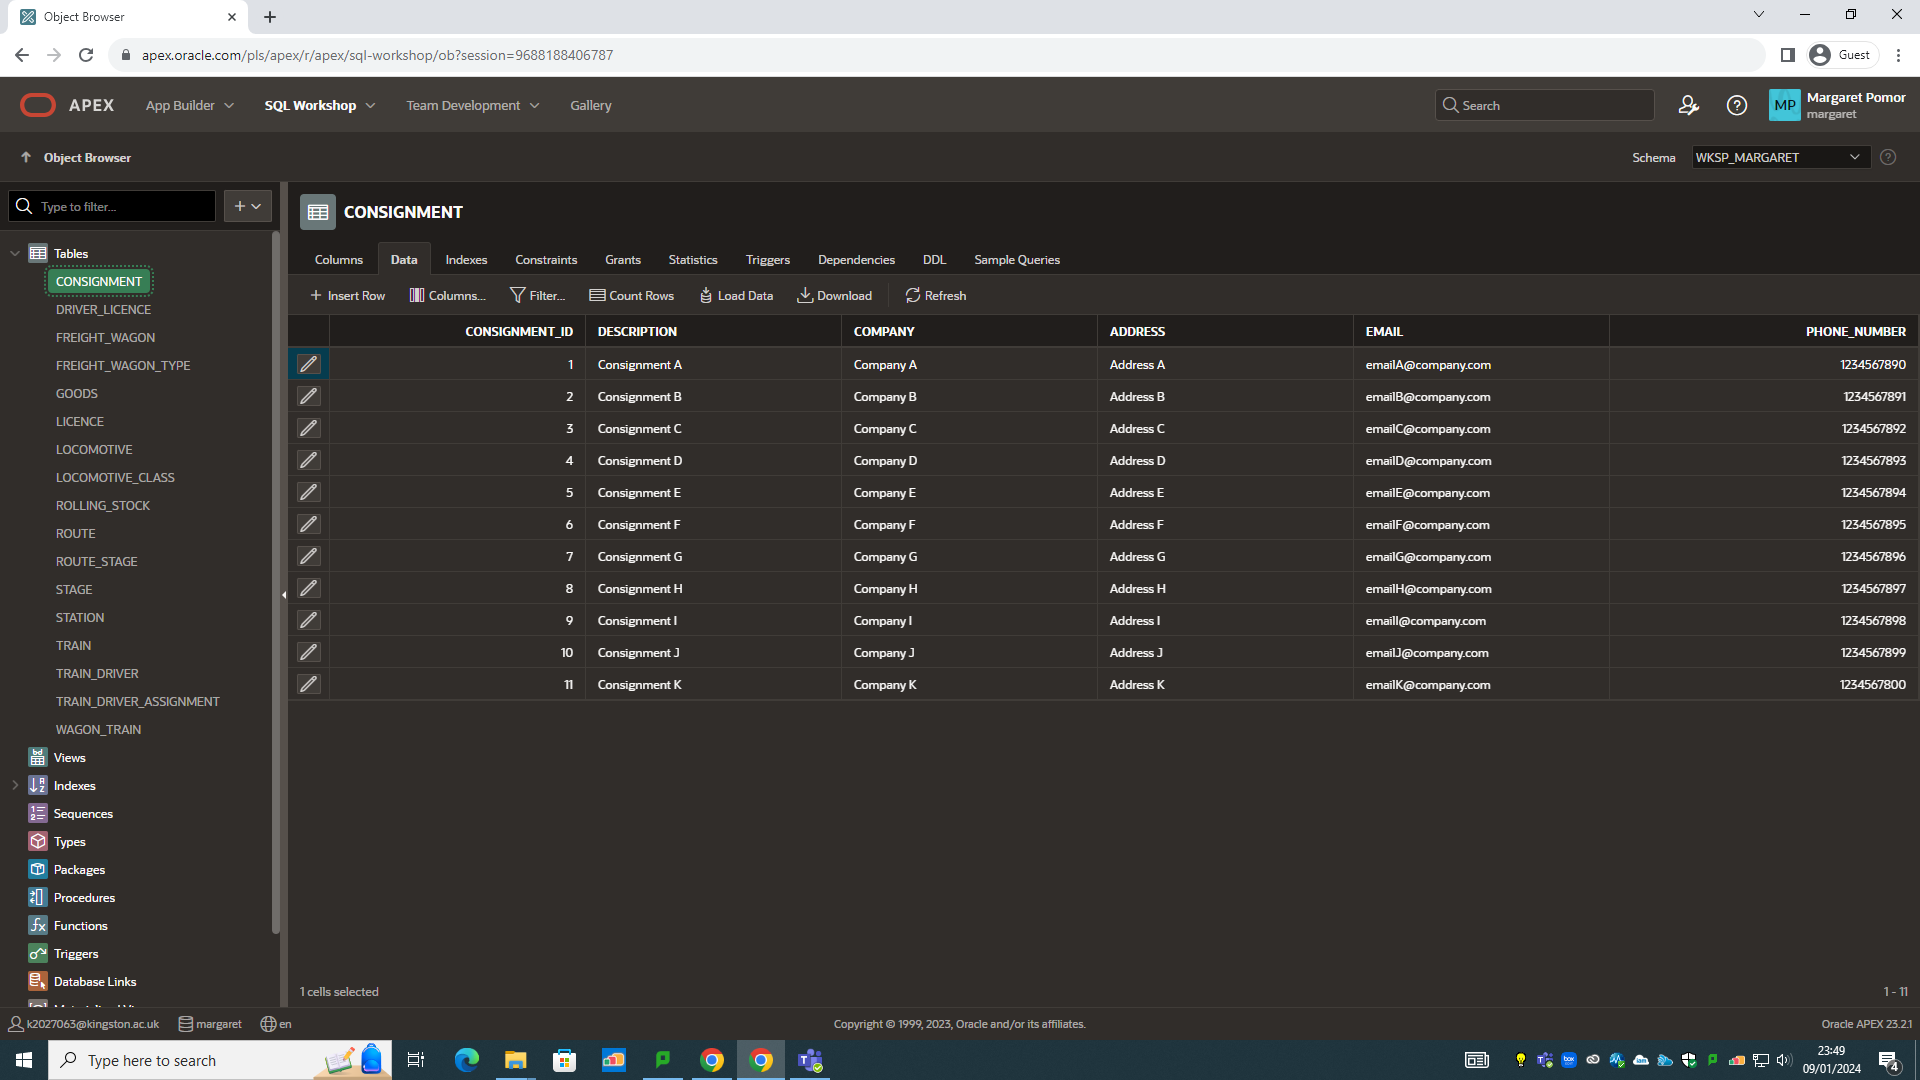 Object Browser
apex.oracle.com/pls/apex/r/apex/sql-workshop/ob?session=9688188406787
Guest
APEX
App Builder
SQL Workshop
Team Development
Gallery
Search
MP
Margaret Pomor
margaret
Object Browser
Schema
WKSP_MARGARET
Type to filter...
CONSIGNMENT
Columns Data Indexes Constraints Grants Statistics Triggers Dependencies DDL Sample Queries
Insert Row Columns... Filter... Count Rows Load Data Download Refresh
Tables
CONSIGNMENT
DRIVER_LICENCE
FREIGHT_WAGON
FREIGHT_WAGON_TYPE
GOODS
LICENCE
LOCOMOTIVE
LOCOMOTIVE_CLASS
ROLLING_STOCK
ROUTE
ROUTE_STAGE
STAGE
STATION
TRAIN
TRAIN_DRIVER
TRAIN_DRIVER_ASSIGNMENT
WAGON_TRAIN
Views
Indexes
Sequences
Types
Packages
Procedures
Functions
Triggers
Database Links
CONSIGNMENT_ID DESCRIPTION COMPANY ADDRESS EMAIL PHONE_NUMBER
1 Consignment A Company A Address A emailA@company.com 1234567890
2 Consignment B Company B Address B emailB@company.com 1234567891
3 Consignment C Company C Address C emailC@company.com 1234567892
4 Consignment D Company D Address D emailD@company.com 1234567893
5 Consignment E Company E Address E emailE@company.com 1234567894
6 Consignment F Company F Address F emailF@company.com 1234567895
7 Consignment G Company G Address G emailG@company.com 1234567896
8 Consignment H Company H Address H emailH@company.com 1234567897
9 Consignment I Company I Address I emailI@company.com 1234567898
10 Consignment J Company J Address J emailJ@company.com 1234567899
11 Consignment K Company K Address K emailK@company.com 1234567800
1 cells selected
1 - 11
k2027063@kingston.ac.uk
margaret
en
Copyright © 1999, 2023, Oracle and/or its affiliates.
Oracle APEX 23.2.1
Type here to search
23:49
09/01/2024
4